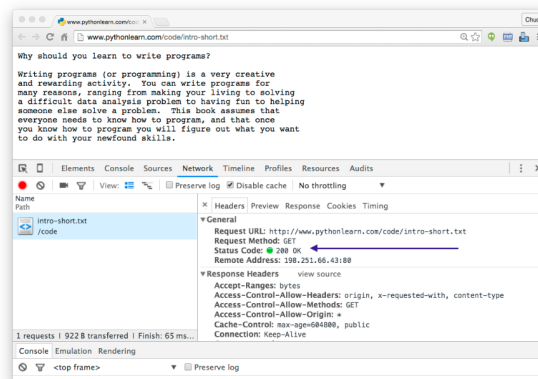 www.pythonlearn.com/code
Chuc
www.pythonlearn.com/code/intro-short.txt
Why should you learn to write programs?
Writing programs (or programming) is a very creative
and rewarding activity.  You can write programs for
many reasons, ranging from making your living to solving
a difficult data analysis problem to having fun to helping
someone else solve a problem.  This book assumes that
everyone needs to know how to program, and that once
you know how to program you will figure out what you want
to do with your newfound skills.
Elements Console Sources Network Timeline Profiles Resources Audits
View: Preserve log Disable cache No throttling
Name
Path
intro-short.txt
/code
1 requests | 922 B transferred | Finish: 65 ms...
× Headers Preview Response Cookies Timing
General
Request URL: http://www.pythonlearn.com/code/intro-short.txt
Request Method: GET
Status Code: 200 OK
Remote Address: 198.251.66.43:80
Response Headers view source
Accept-Ranges: bytes
Access-Control-Allow-Headers: origin, x-requested-with, content-type
Access-Control-Allow-Methods: GET
Access-Control-Allow-Origin: *
Cache-Control: max-age=604800, public
Connection: Keep-Alive
Console Emulation Rendering
<top frame> Preserve log